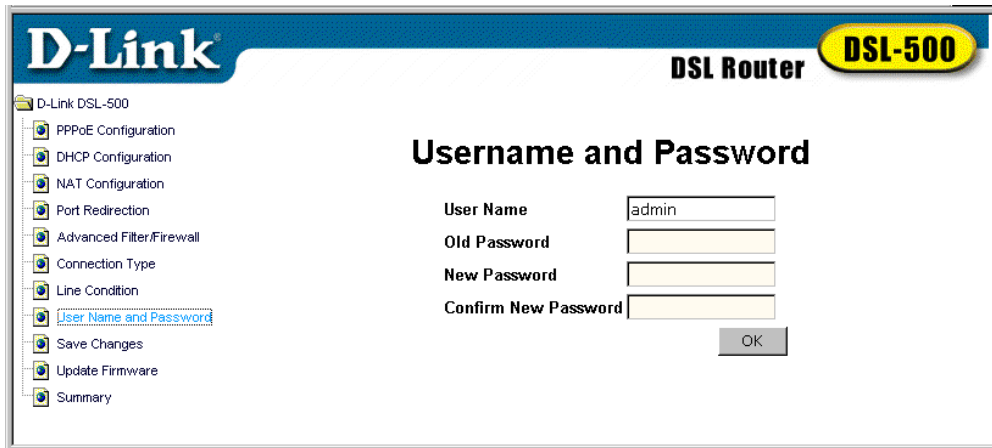 D-Link
DSL Router
DSL-500
D-Link DSL-500
PPPoE Configuration
DHCP Configuration
NAT Configuration
Port Redirection
Advanced Filter/Firewall
Connection Type
Line Condition
User Name and Password
Save Changes
Update Firmware
Summary
Username and Password
User Name admin
Old Password
New Password
Confirm New Password
OK